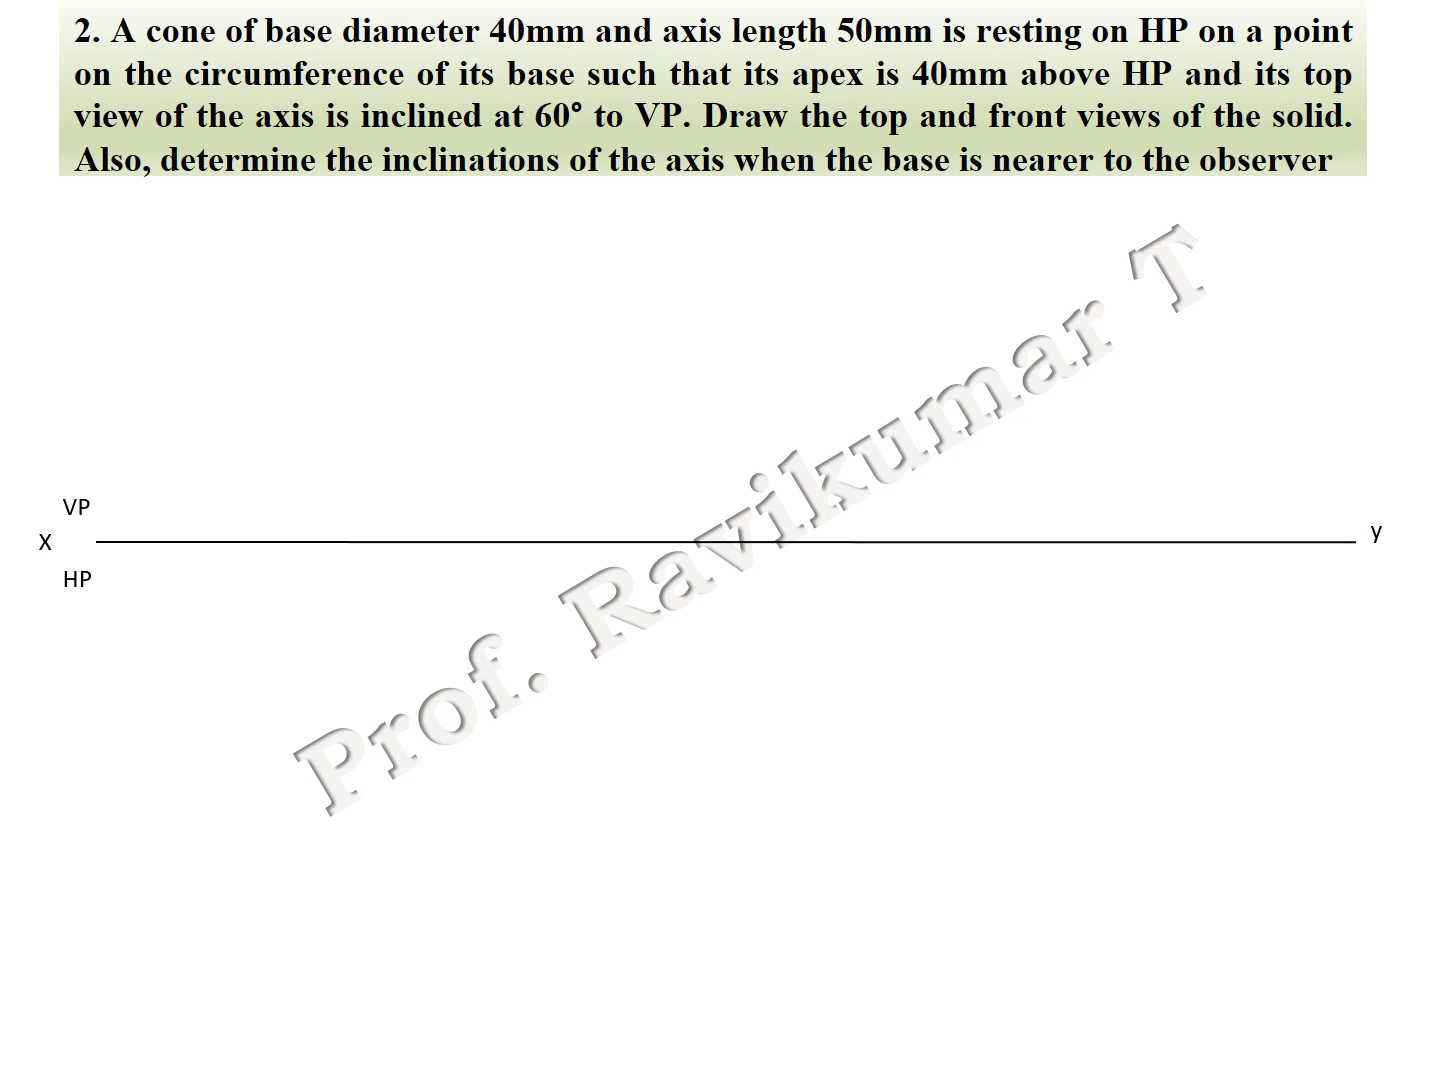 2. A cone of base diameter 40mm and axis length 50mm is resting on HP on a point
on the circumference of its base such that its apex is 40mm above HP and its top
view of the axis is inclined at 60° to VP. Draw the top and front views of the solid.
Also, determine the inclinations of the axis when the base is nearer to the observer
Prof. Ravikumar T
VP
X
y
HP